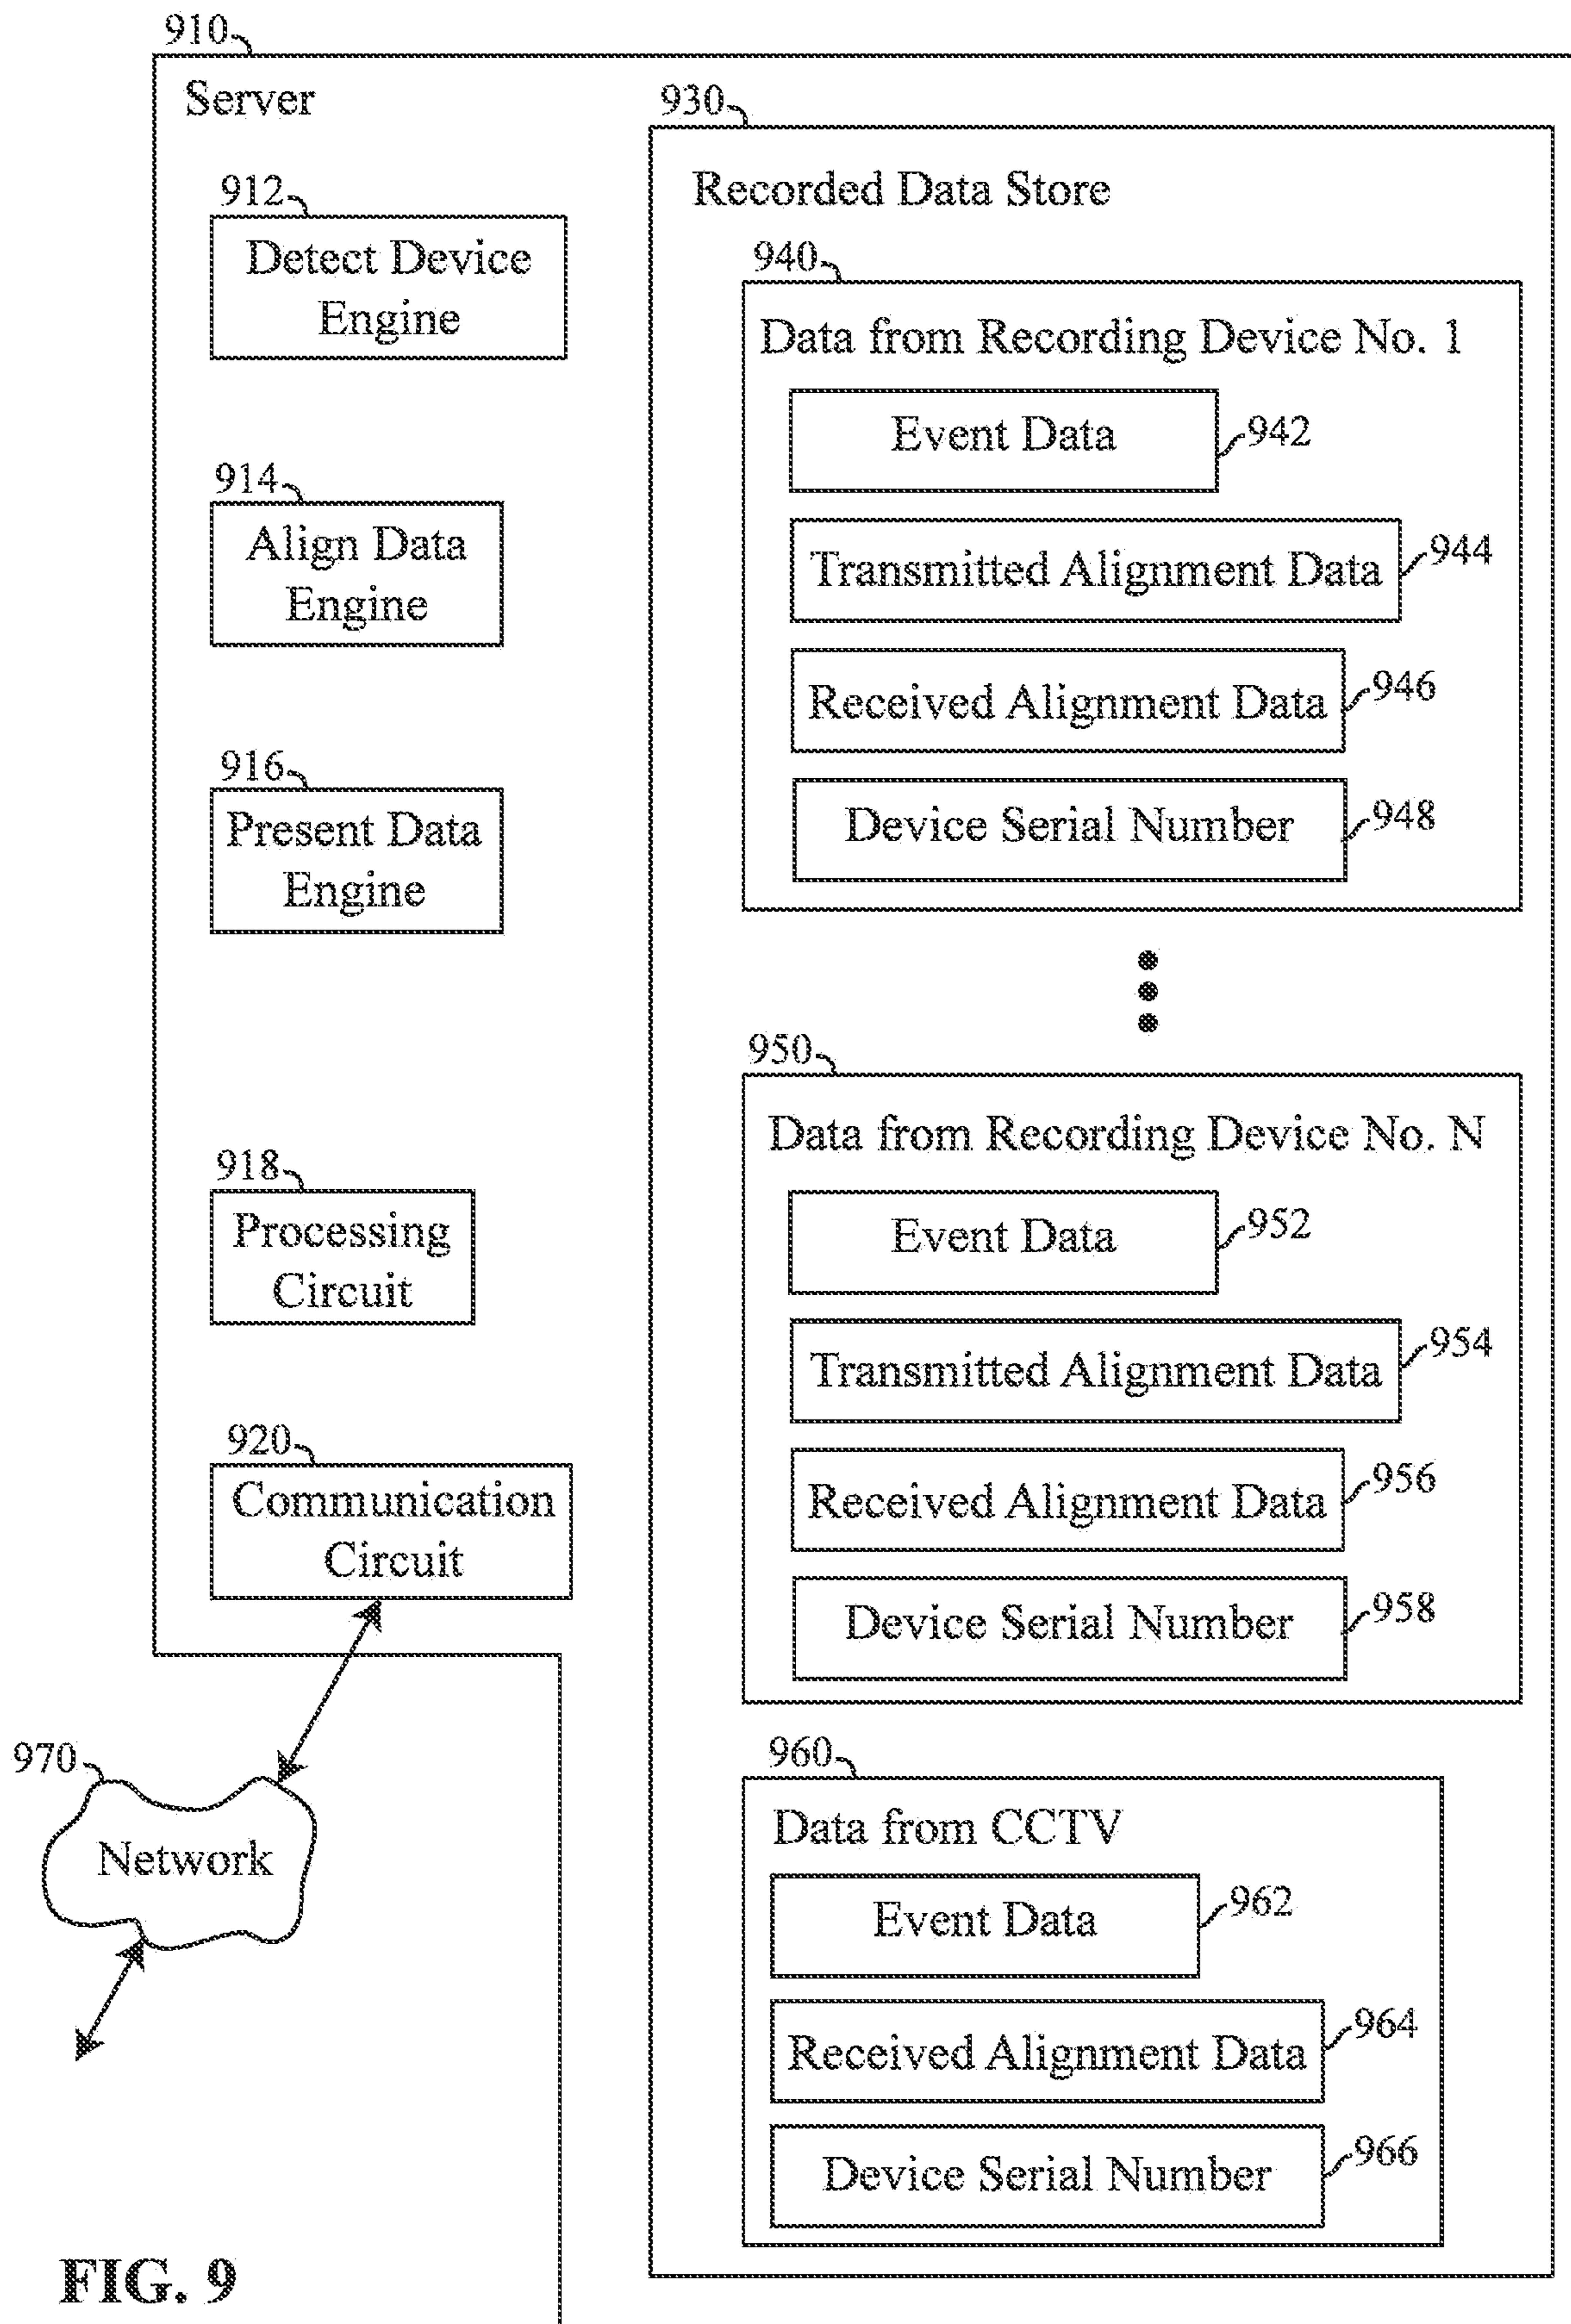 910
Server
912
Detect Device
Engine
914
Align Data
Engine
916
Present Data
Engine
918
Processing
Circuit
920
Communication
Circuit
970
Network
930
Recorded Data Store
940
Data from Recording Device No. 1
Event Data
942
Transmitted Alignment Data
944
Received Alignment Data
946
Device Serial Number
948
950
Data from Recording Device No. N
Event Data
952
Transmitted Alignment Data
954
Received Alignment Data
956
Device Serial Number
958
960
Data from CCTV
Event Data
962
Received Alignment Data
964
Device Serial Number
966
FIG. 9